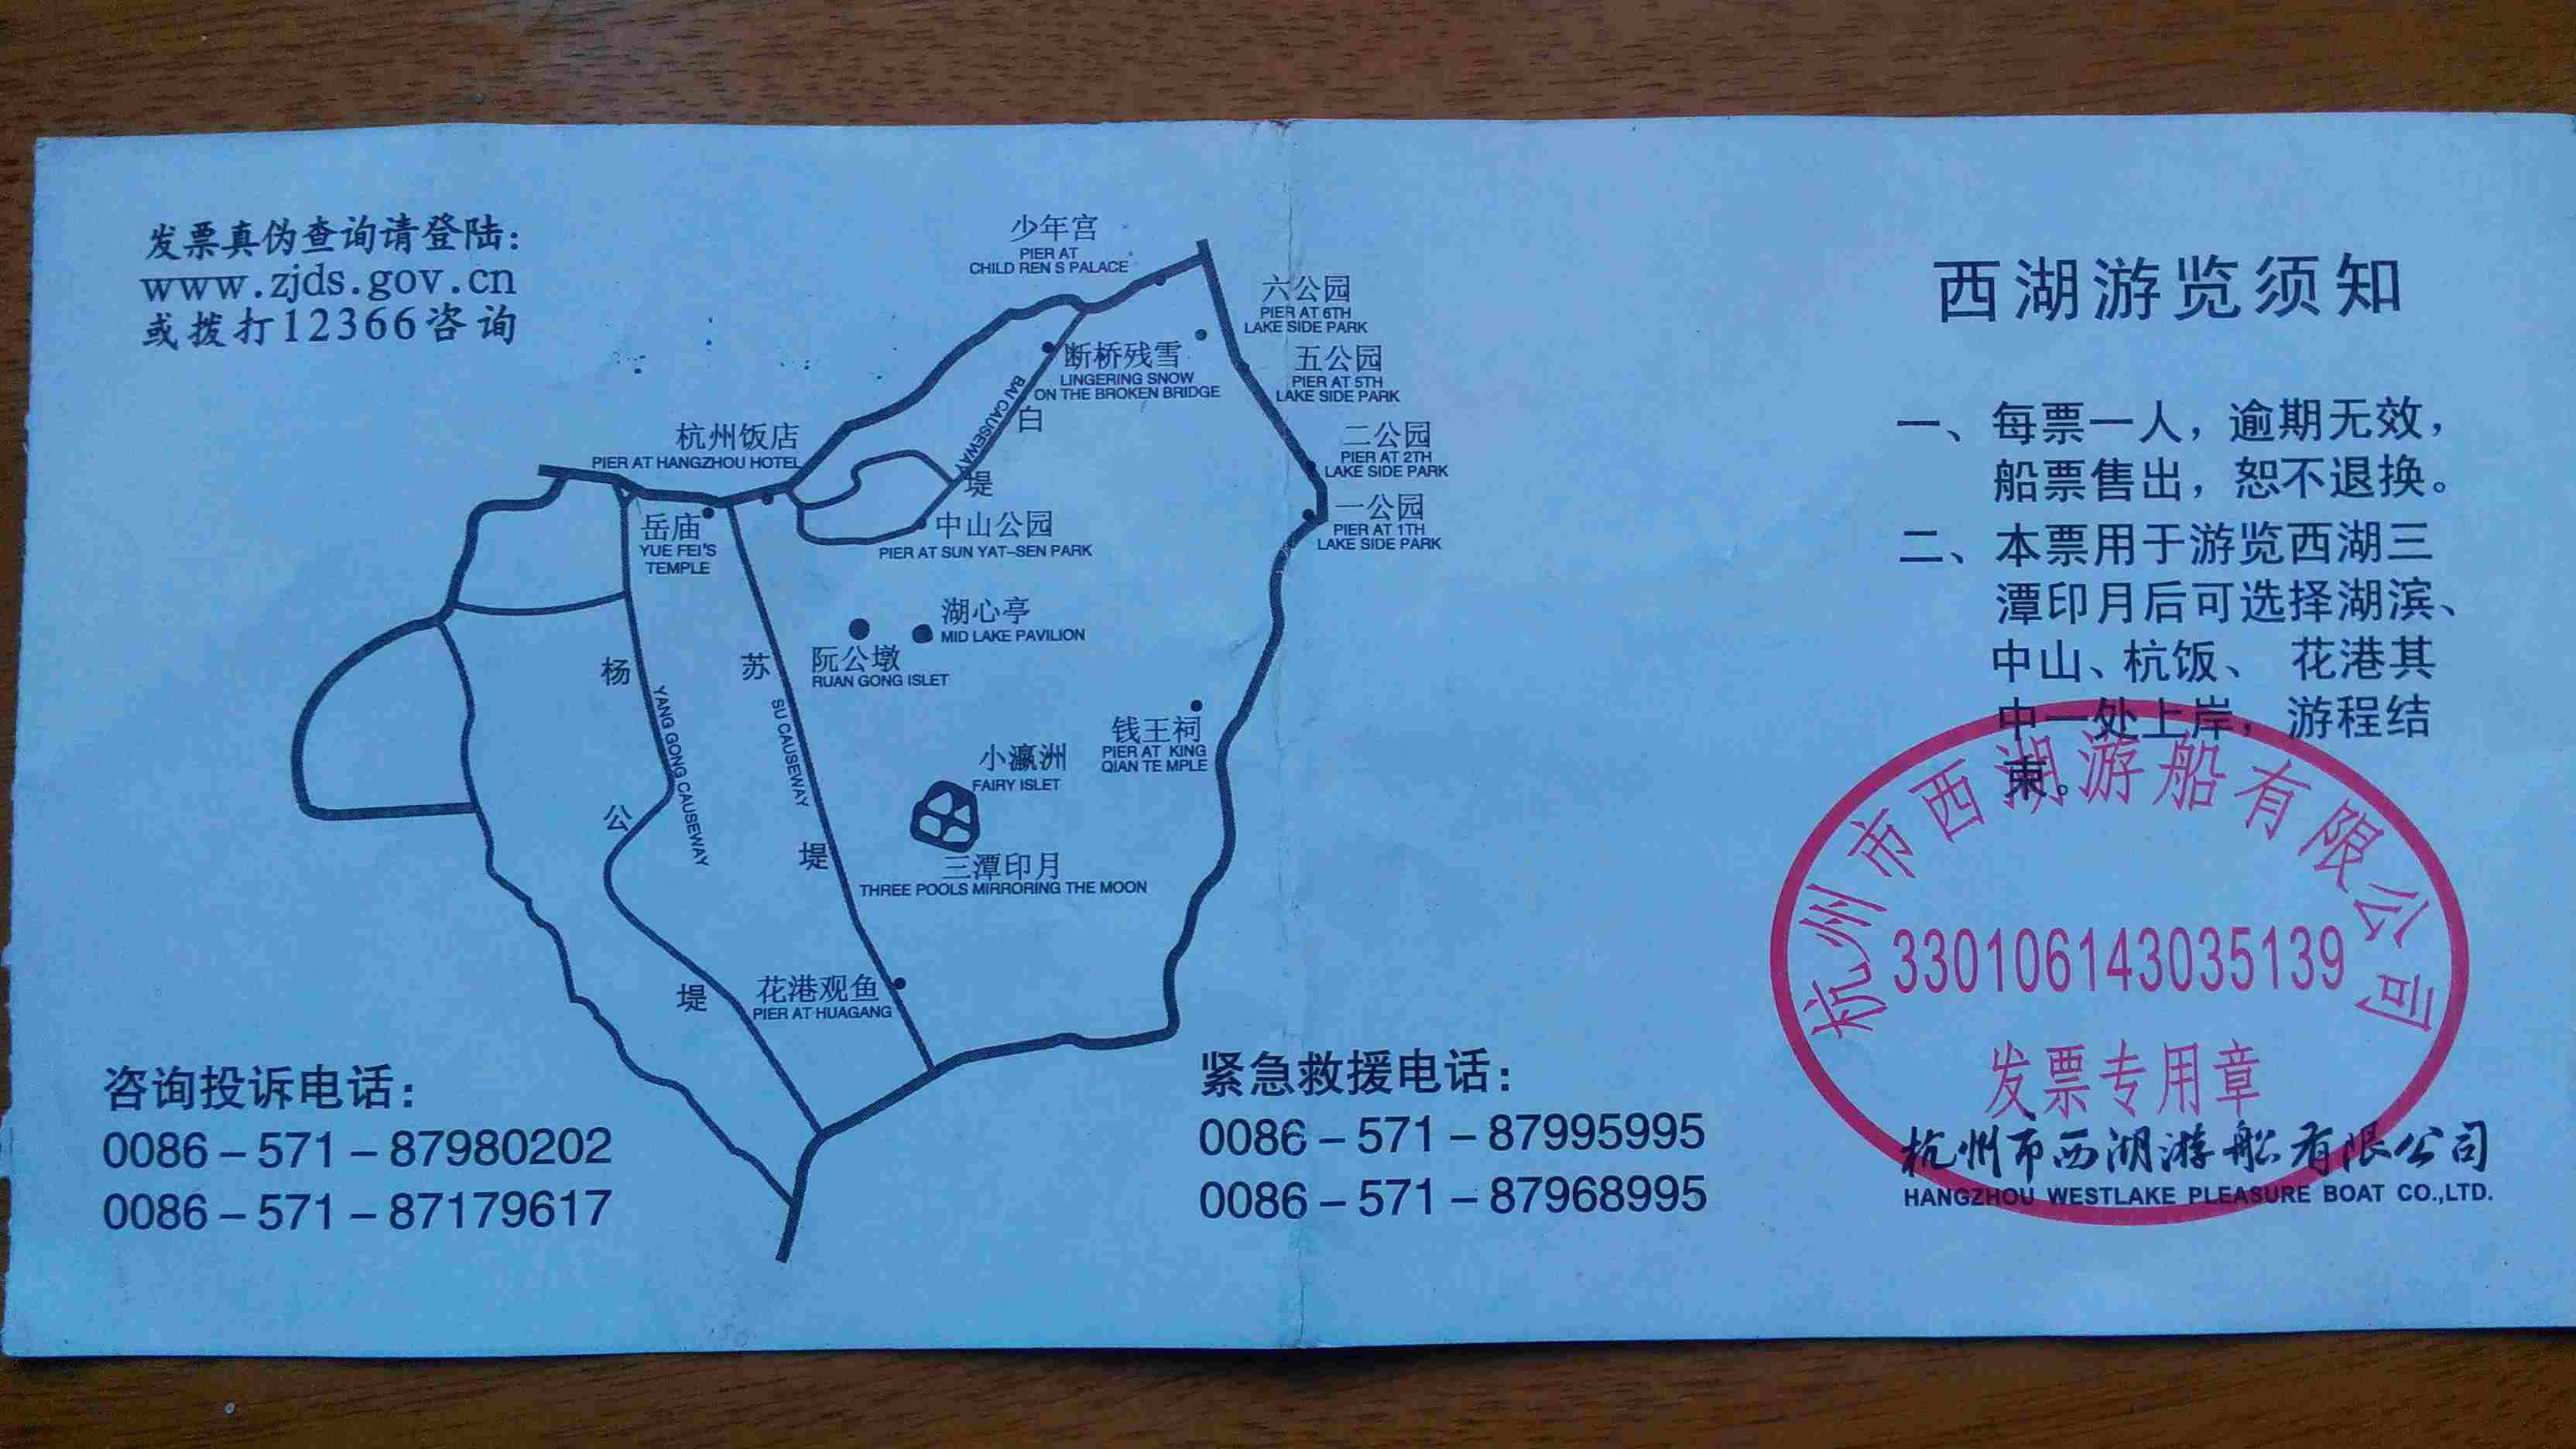 发票真伪查询请登陆：
www.zjds.gov.cn
或拨打12366咨询
少年宫
PIER AT
CHILD REN S PALACE
六公园
PIER AT 6TH
LAKE SIDE PARK
断桥残雪
LINGERING SNOW
ON THE BROKEN BRIDGE
五公园
PIER AT 5TH
LAKE SIDE PARK
白
堤
BAI CAUSEWAY
杭州饭店
PIER AT HANGZHOU HOTEL
二公园
PIER AT 2TH
LAKE SIDE PARK
一公园
PIER AT 1TH
LAKE SIDE PARK
岳庙
YUE FEI'S
TEMPLE
中山公园
PIER AT SUN YAT-SEN PARK
湖心亭
MID LAKE PAVILION
阮公墩
RUAN GONG ISLET
杨
公
堤
YANG GONG CAUSEWAY
苏
堤
SU CAUSEWAY
钱王祠
PIER AT KING
QIAN TE MPLE
小瀛洲
FAIRY ISLET
三潭印月
THREE POOLS MIRRORING THE MOON
花港观鱼
PIER AT HUAGANG
咨询投诉电话：
0086－571－87980202
0086－571－87179617
紧急救援电话：
0086－571－87995995
0086－571－87968995
西湖游览须知
一、每票一人，逾期无效，
船票售出，恕不退换。
二、本票用于游览西湖三
潭印月后可选择湖滨、
中山、杭饭、 花港其
中一处上岸，游程结
束。
杭州市西湖游船有限公司
330106143035139
发票专用章
杭州市西湖游船有限公司
HANGZHOU WESTLAKE PLEASURE BOAT CO.,LTD.